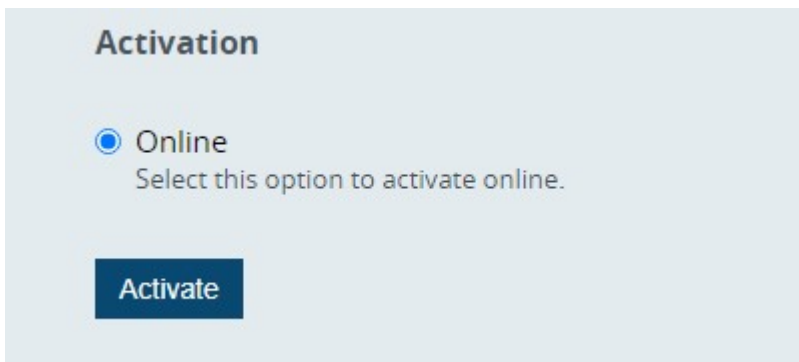 Activation
Online
Select this option to activate online.
Activate